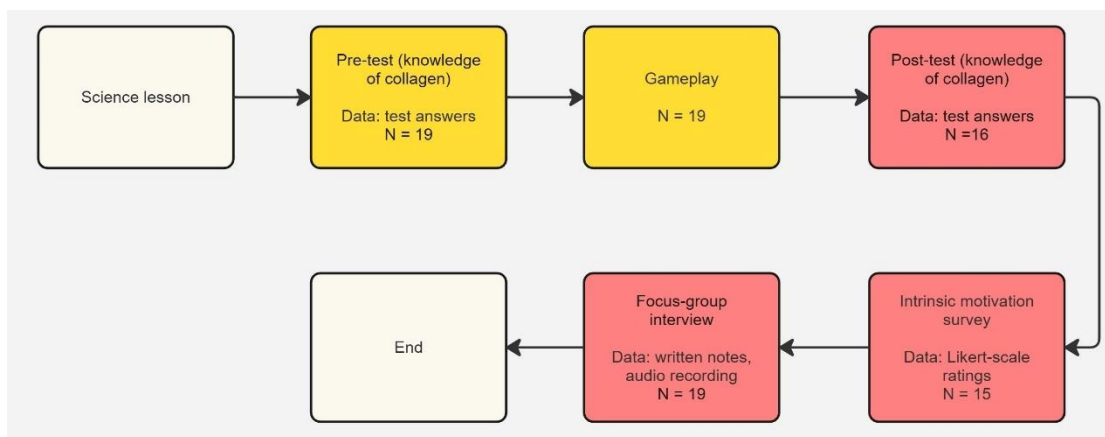 Science lesson
Pre-test (knowledge
of collagen)
Data: test answers
N = 19
Gameplay
N = 19
Post-test (knowledge
of collagen)
Data: test answers
N =16
Intrinsic motivation
survey
Data: Likert-scale
ratings
N = 15
Focus-group
interview
Data: written notes,
audio recording
N = 19
End